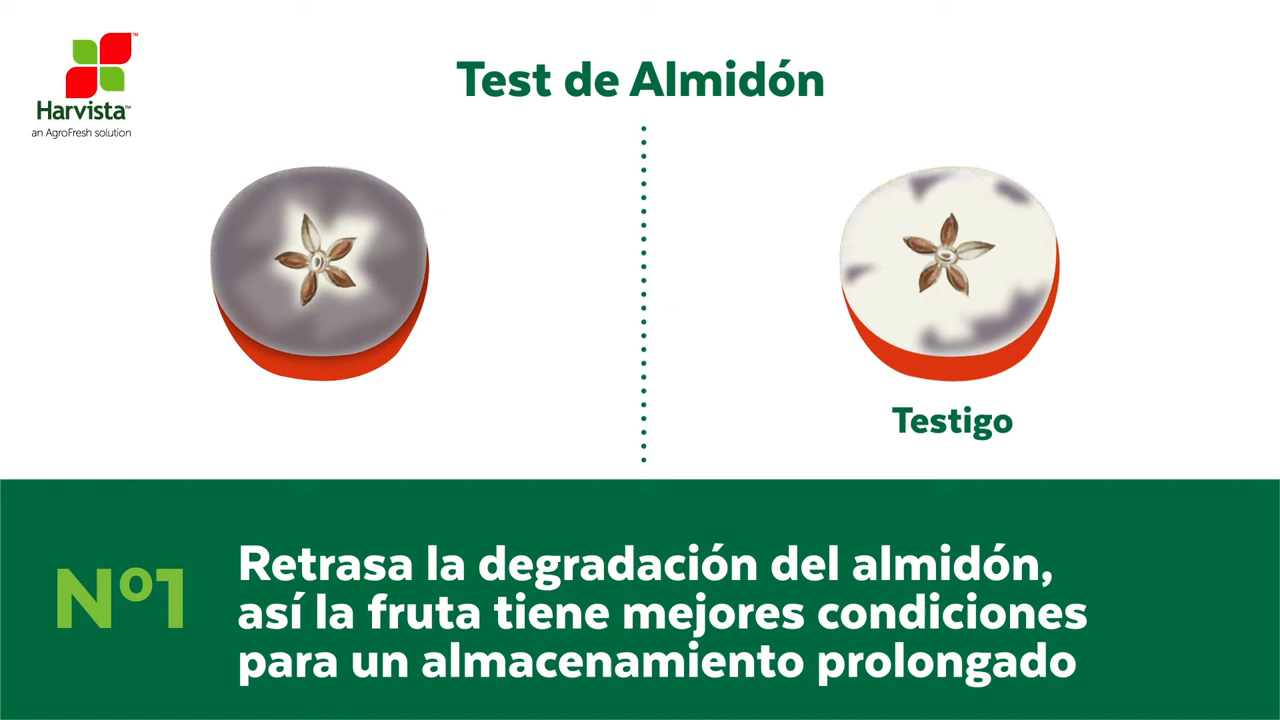 Harvista™
an AgroFresh solution
Test de Almidón
Testigo
Nº1
Retrasa la degradación del almidón,
así la fruta tiene mejores condiciones
para un almacenamiento prolongado